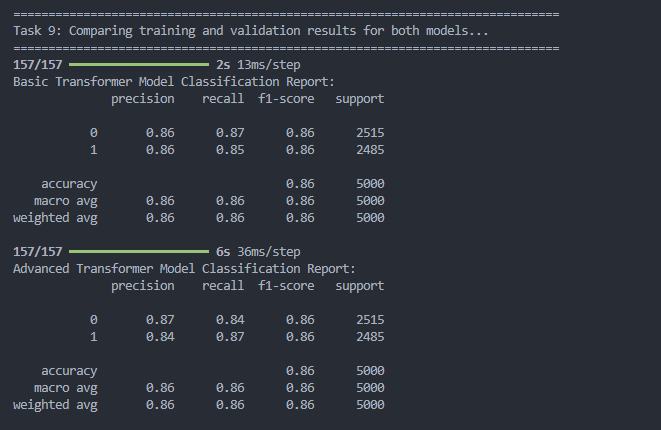 ==============================================================================
Task 9: Comparing training and validation results for both models...
==============================================================================
157/157 ━━━━━━━━━━━━━━━━━━━━ 2s 13ms/step
Basic Transformer Model Classification Report:
              precision    recall  f1-score   support

           0       0.86      0.87      0.86      2515
           1       0.86      0.85      0.86      2485

    accuracy                           0.86      5000
   macro avg       0.86      0.86      0.86      5000
weighted avg       0.86      0.86      0.86      5000

157/157 ━━━━━━━━━━━━━━━━━━━━ 6s 36ms/step
Advanced Transformer Model Classification Report:
              precision    recall  f1-score   support

           0       0.87      0.84      0.86      2515
           1       0.84      0.87      0.86      2485

    accuracy                           0.86      5000
   macro avg       0.86      0.86      0.86      5000
weighted avg       0.86      0.86      0.86      5000